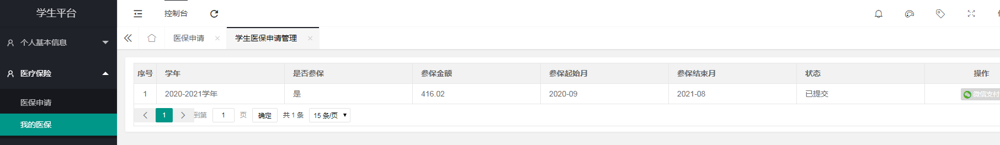 学生平台
控制台
个人基本信息
医疗保险
医保申请
我的医保
医保申请 × 学生医保申请管理 ×
序号 学年 是否参保 参保金额 参保起始月 参保结束月 状态 操作
1 2020-2021学年 是 416.02 2020-09 2021-08 已提交 微信支付
1 到第 1 页 确定 共 1 条 15 条/页